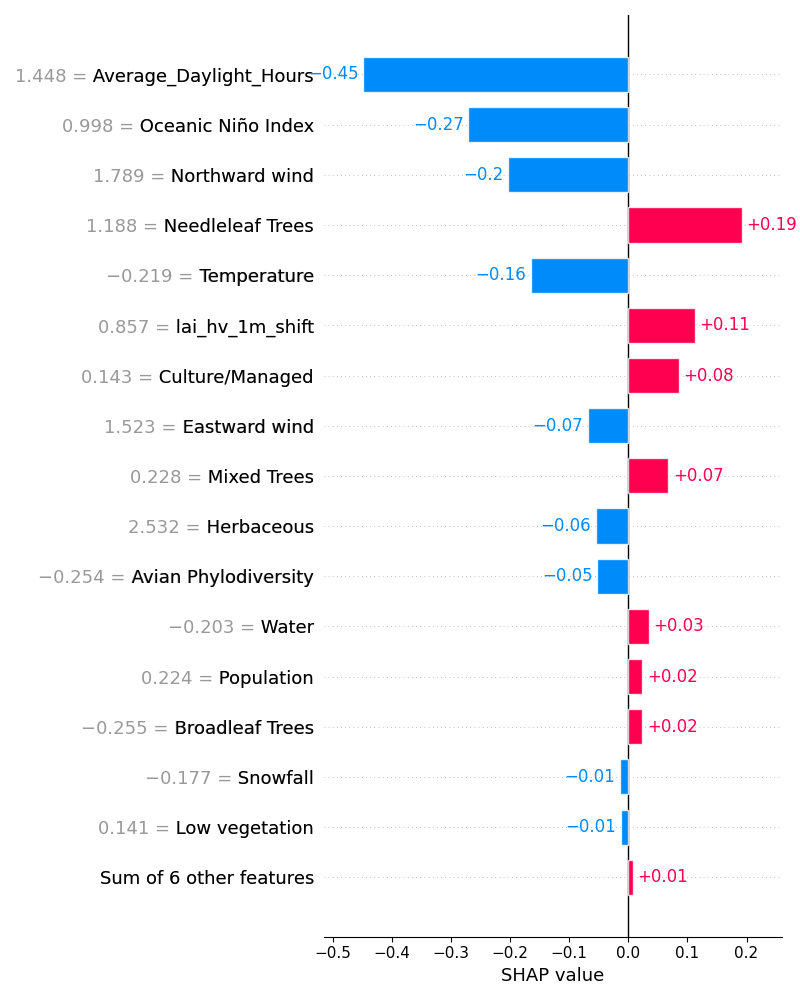 1.448 = Average_Daylight_Hours −0.45
0.998 = Oceanic Niño Index −0.27
1.789 = Northward wind −0.2
1.188 = Needleleaf Trees +0.19
−0.219 = Temperature −0.16
0.857 = lai_hv_1m_shift +0.11
0.143 = Culture/Managed +0.08
1.523 = Eastward wind −0.07
0.228 = Mixed Trees +0.07
2.532 = Herbaceous −0.06
−0.254 = Avian Phylodiversity −0.05
−0.203 = Water +0.03
0.224 = Population +0.02
−0.255 = Broadleaf Trees +0.02
−0.177 = Snowfall −0.01
0.141 = Low vegetation −0.01
Sum of 6 other features +0.01
−0.5 −0.4 −0.3 −0.2 −0.1 0.0 0.1 0.2
SHAP value